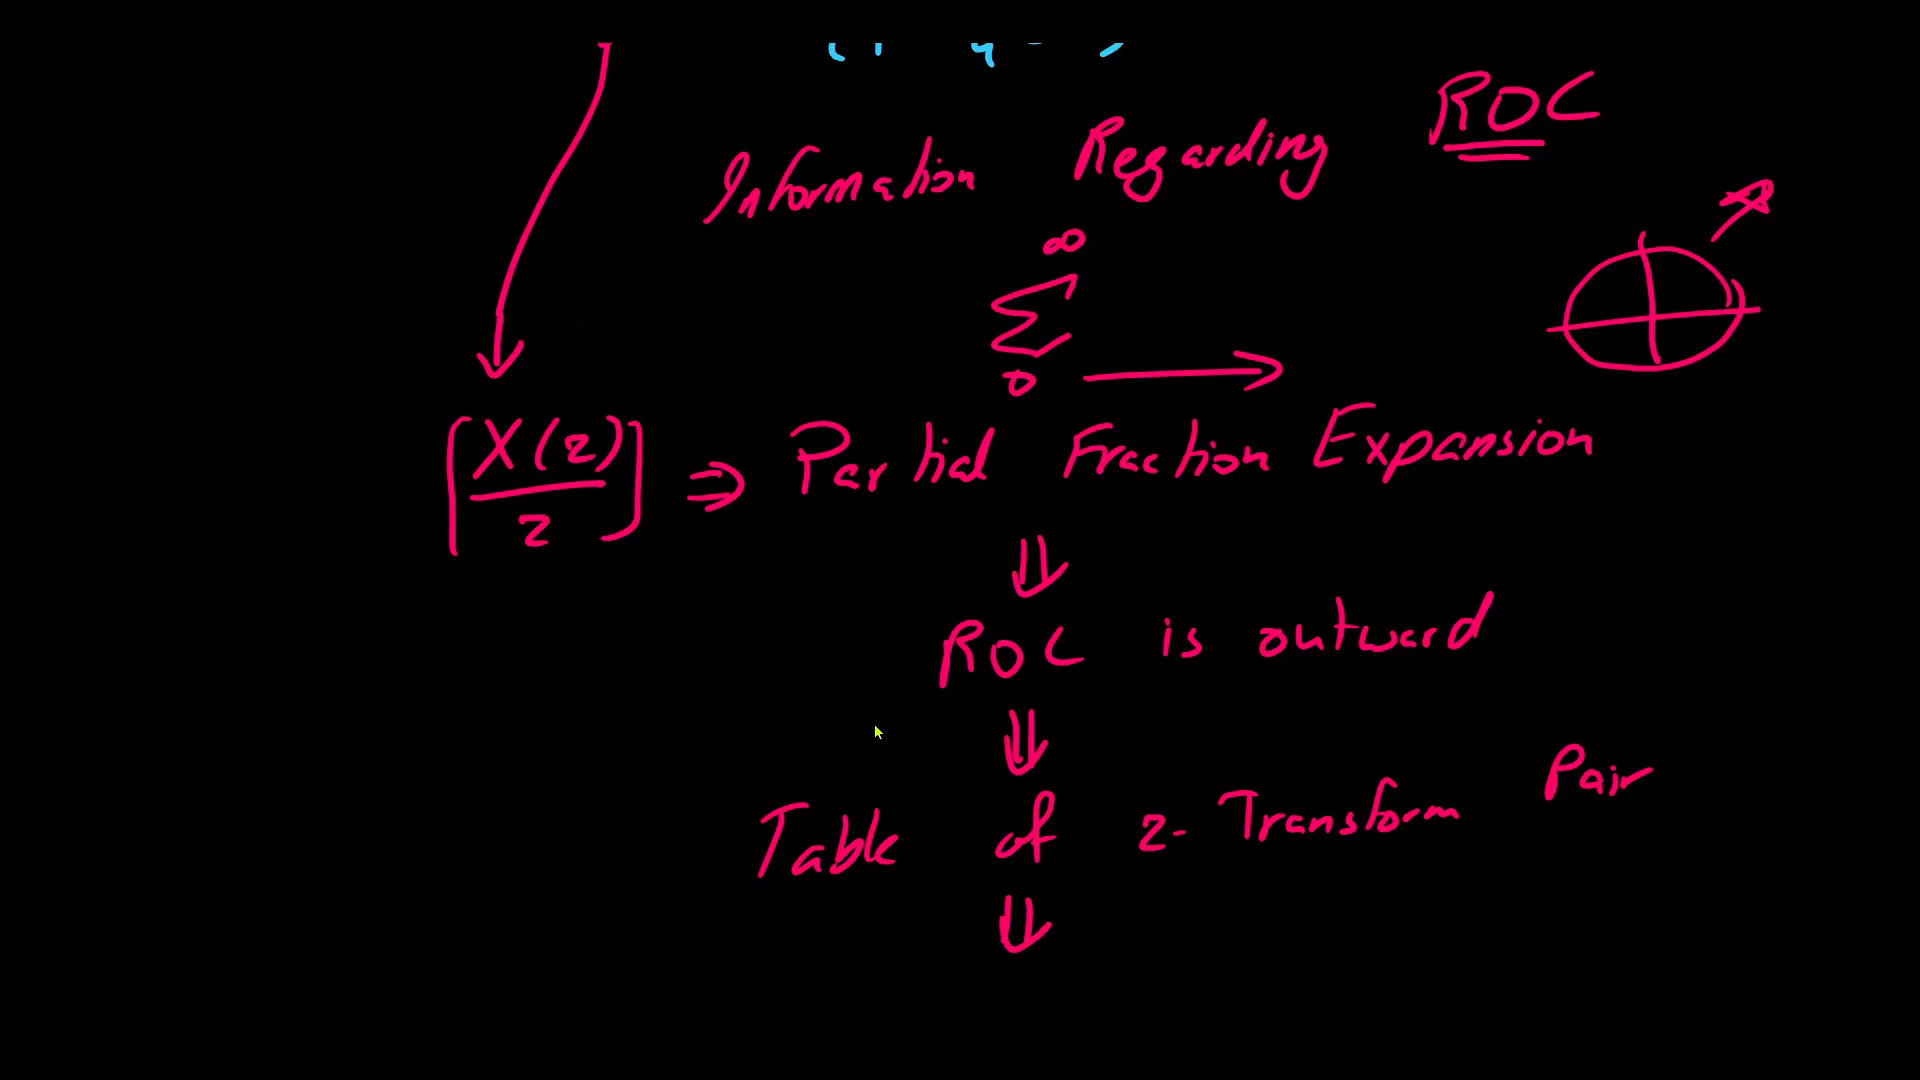 ROC
Information Regarding
∞
Σ
0
[X(z)/z] ⇒ Partial Fraction Expansion
⇓
ROC is outward
⇓
Table of z-Transform Pair
⇓